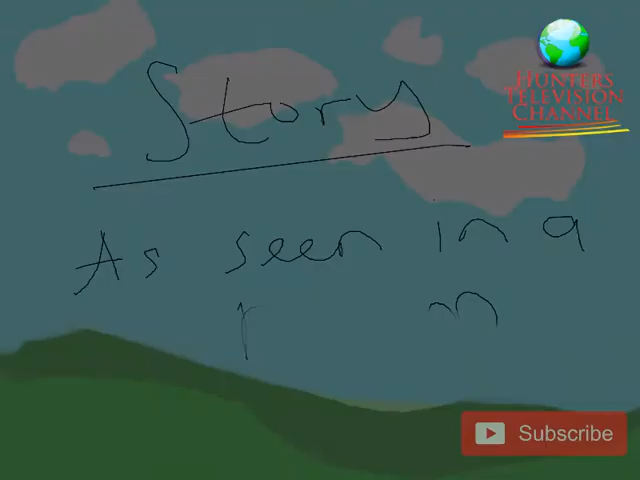 HUNTERS
TELEVISION
CHANNEL
Story
As seen in a
Subscribe